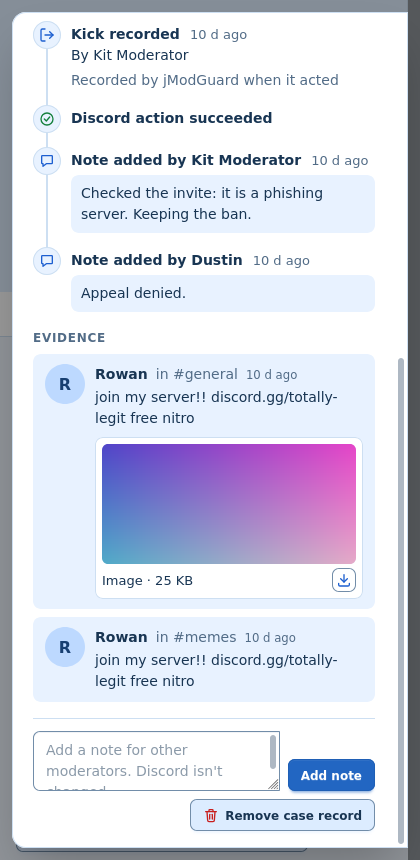 Kick recorded 10 d ago
By Kit Moderator
Recorded by jModGuard when it acted
Discord action succeeded
Note added by Kit Moderator 10 d ago
Checked the invite: it is a phishing
server. Keeping the ban.
Note added by Dustin 10 d ago
Appeal denied.
EVIDENCE
R
Rowan in #general 10 d ago
join my server!! discord.gg/totally-
legit free nitro
Image · 25 KB
R
Rowan in #memes 10 d ago
join my server!! discord.gg/totally-
legit free nitro
Add a note for other
moderators. Discord isn't
Add note
Remove case record